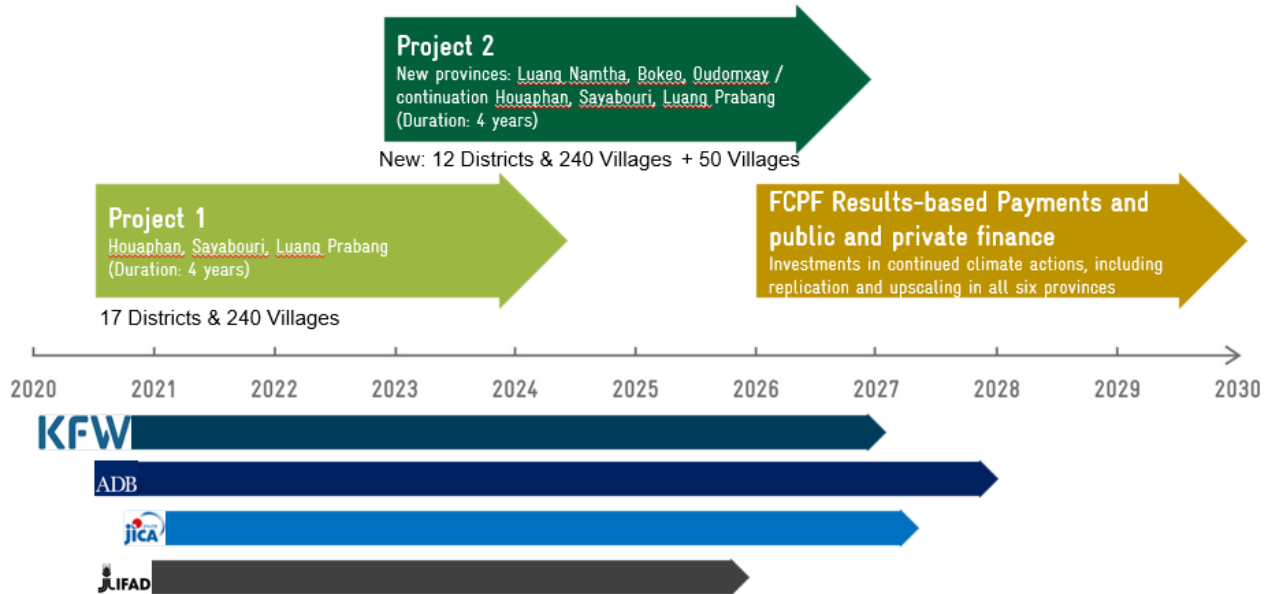 Project 2
New provinces: Luang Namtha, Bokeo, Oudomxay /
continuation Houaphan, Sayabouri, Luang Prabang
(Duration: 4 years)
New: 12 Districts & 240 Villages + 50 Villages
Project 1
Houaphan, Sayabouri, Luang Prabang
(Duration: 4 years)
17 Districts & 240 Villages
FCPF Results-based Payments and
public and private finance
Investments in continued climate actions, including
replication and upscaling in all six provinces
2020 2021 2022 2023 2024 2025 2026 2027 2028 2029 2030
KFW
ADB
jICA
JLIFAD